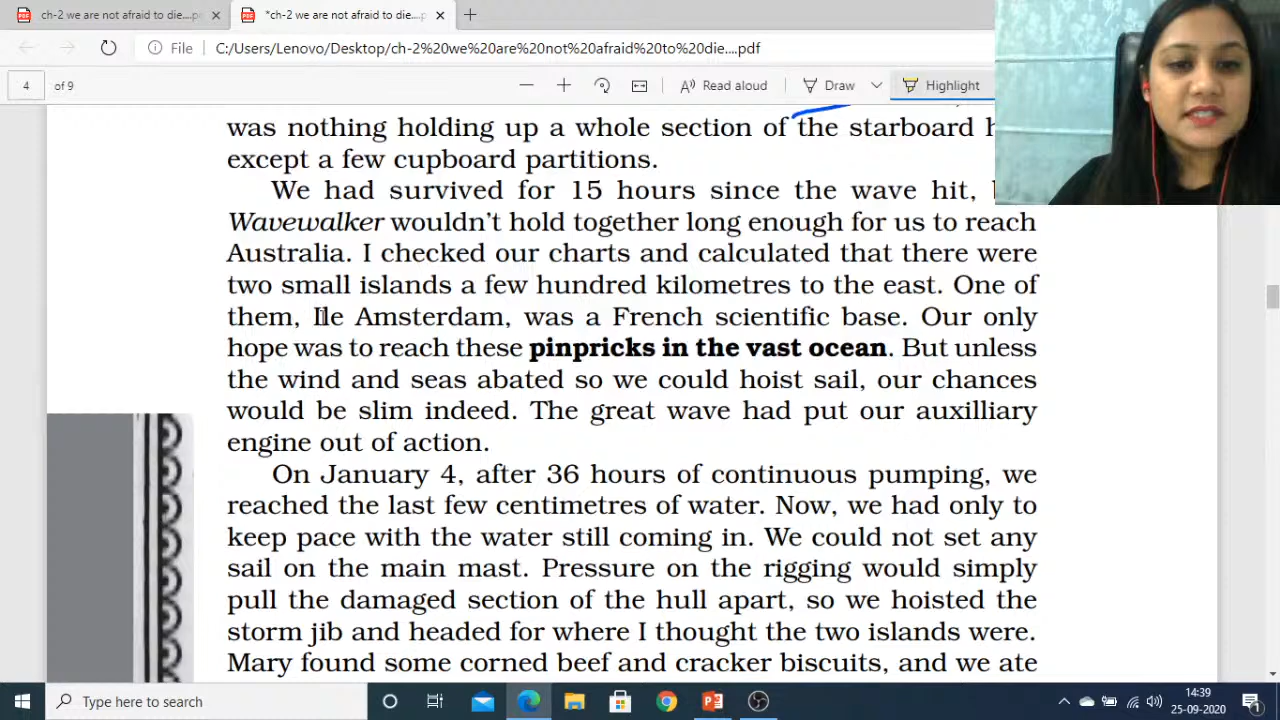 ch-2 we are not afraid to die....p
*ch-2 we are not afraid to die....p
File
C:/Users/Lenovo/Desktop/ch-2%20we%20are%20not%20afraid%20to%20die....pdf
4 of 9
Read aloud
Draw
Highlight
was nothing holding up a whole section of the starboard h
except a few cupboard partitions.
We had survived for 15 hours since the wave hit,
Wavewalker wouldn't hold together long enough for us to reach
Australia. I checked our charts and calculated that there were
two small islands a few hundred kilometres to the east. One of
them, Ile Amsterdam, was a French scientific base. Our only
hope was to reach these pinpricks in the vast ocean. But unless
the wind and seas abated so we could hoist sail, our chances
would be slim indeed. The great wave had put our auxilliary
engine out of action.
On January 4, after 36 hours of continuous pumping, we
reached the last few centimetres of water. Now, we had only to
keep pace with the water still coming in. We could not set any
sail on the main mast. Pressure on the rigging would simply
pull the damaged section of the hull apart, so we hoisted the
storm jib and headed for where I thought the two islands were.
Mary found some corned beef and cracker biscuits, and we ate
Type here to search
14:39
25-09-2020